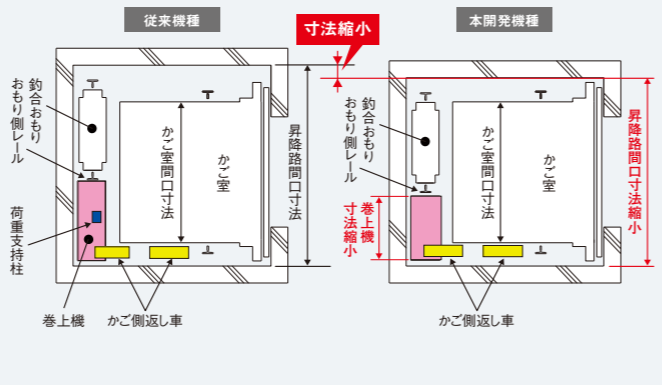 従来機種
寸法縮小
本開発機種
釣合おもり
おもり側レール
かご室間口寸法
かご室
昇降路間口寸法
荷重支持柱
巻上機
かご側返し車
釣合おもり
おもり側レール
かご室間口寸法
かご室
昇降路間口寸法縮小
巻上機
寸法縮小
かご側返し車